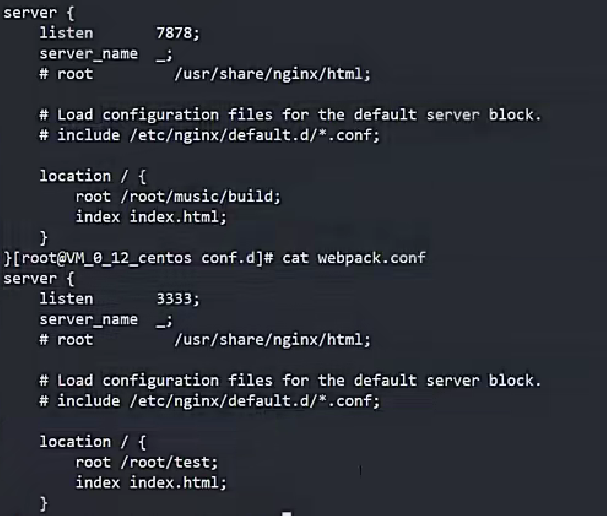 server {
    listen       7878;
    server_name  _;
    # root         /usr/share/nginx/html;

    # Load configuration files for the default server block.
    # include /etc/nginx/default.d/*.conf;

    location / {
        root /root/music/build;
        index index.html;
    }
}[root@VM_0_12_centos conf.d]# cat webpack.conf
server {
    listen       3333;
    server_name  _;
    # root         /usr/share/nginx/html;

    # Load configuration files for the default server block.
    # include /etc/nginx/default.d/*.conf;

    location / {
        root /root/test;
        index index.html;
    }